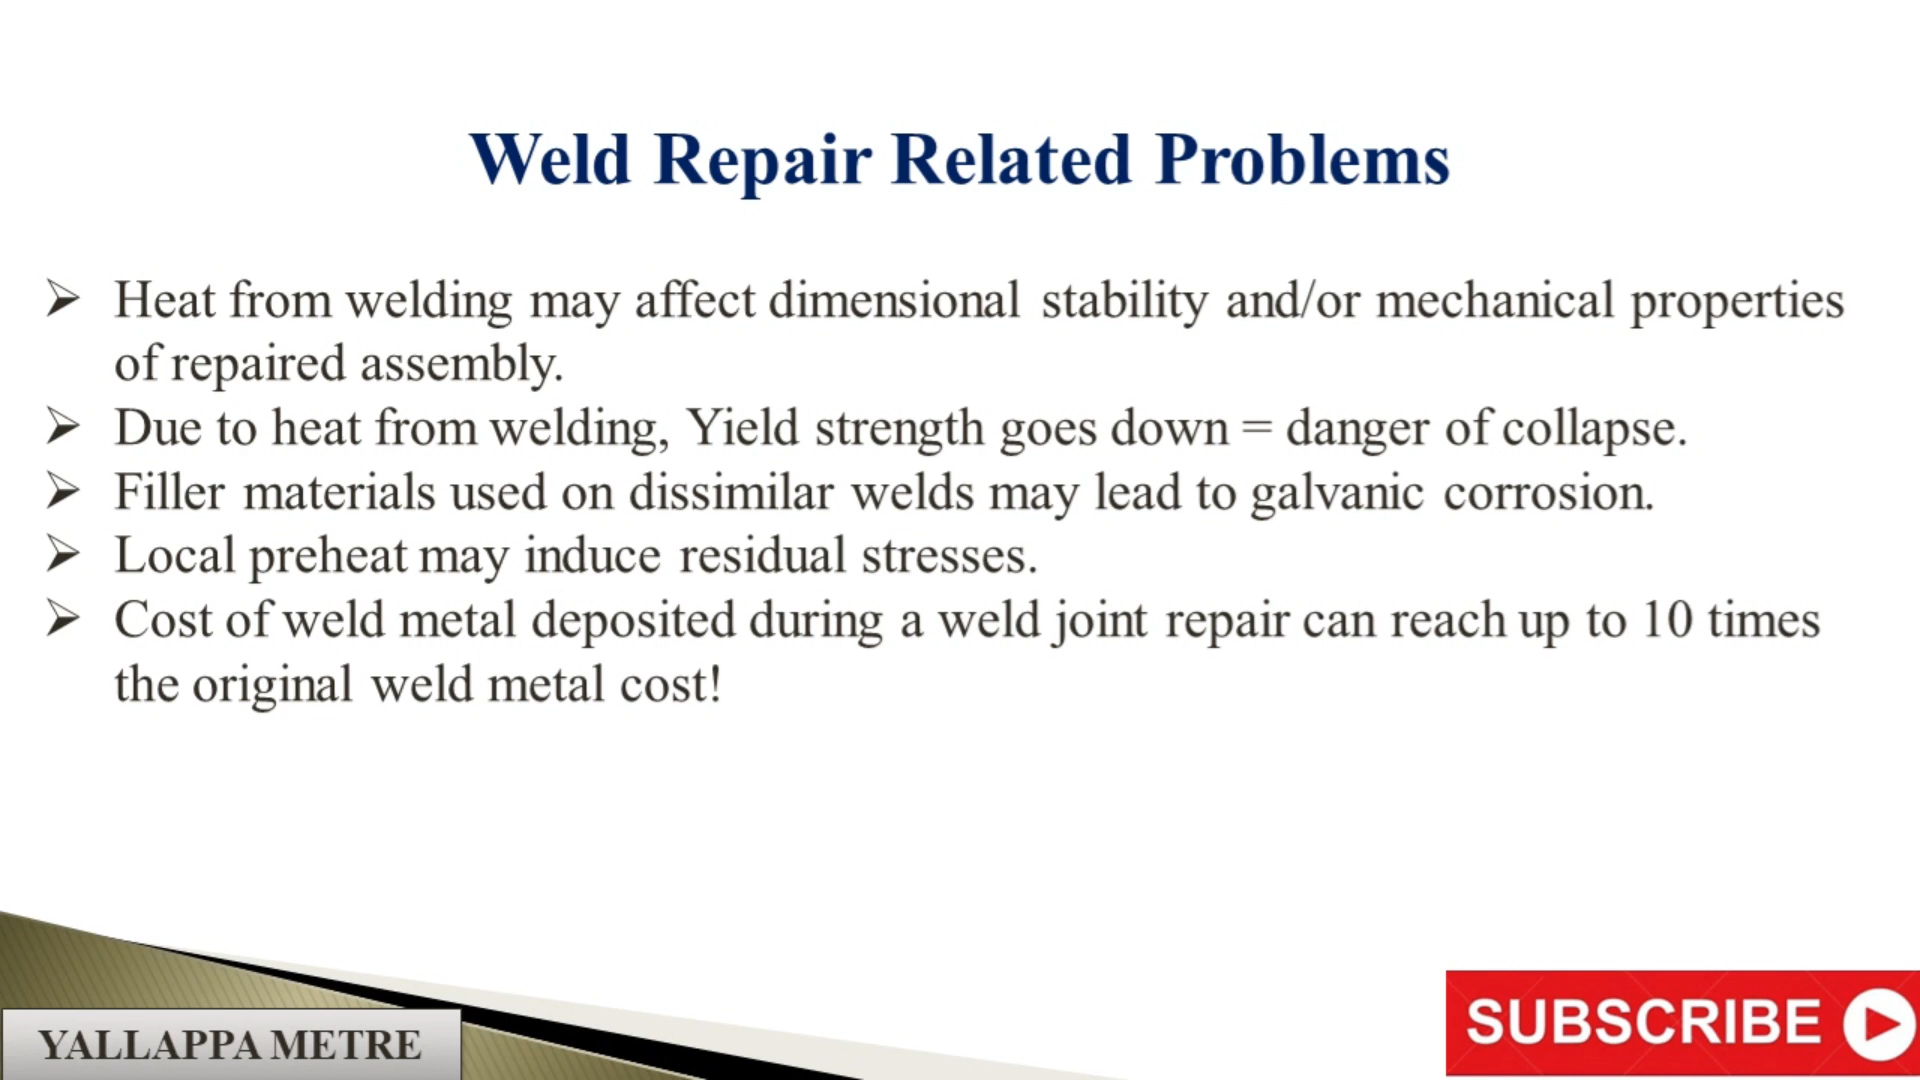 Weld Repair Related Problems
➢ Heat from welding may affect dimensional stability and/or mechanical properties
of repaired assembly.
➢ Due to heat from welding, Yield strength goes down = danger of collapse.
➢ Filler materials used on dissimilar welds may lead to galvanic corrosion.
➢ Local preheat may induce residual stresses.
➢ Cost of weld metal deposited during a weld joint repair can reach up to 10 times
the original weld metal cost!
YALLAPPA METRE
SUBSCRIBE